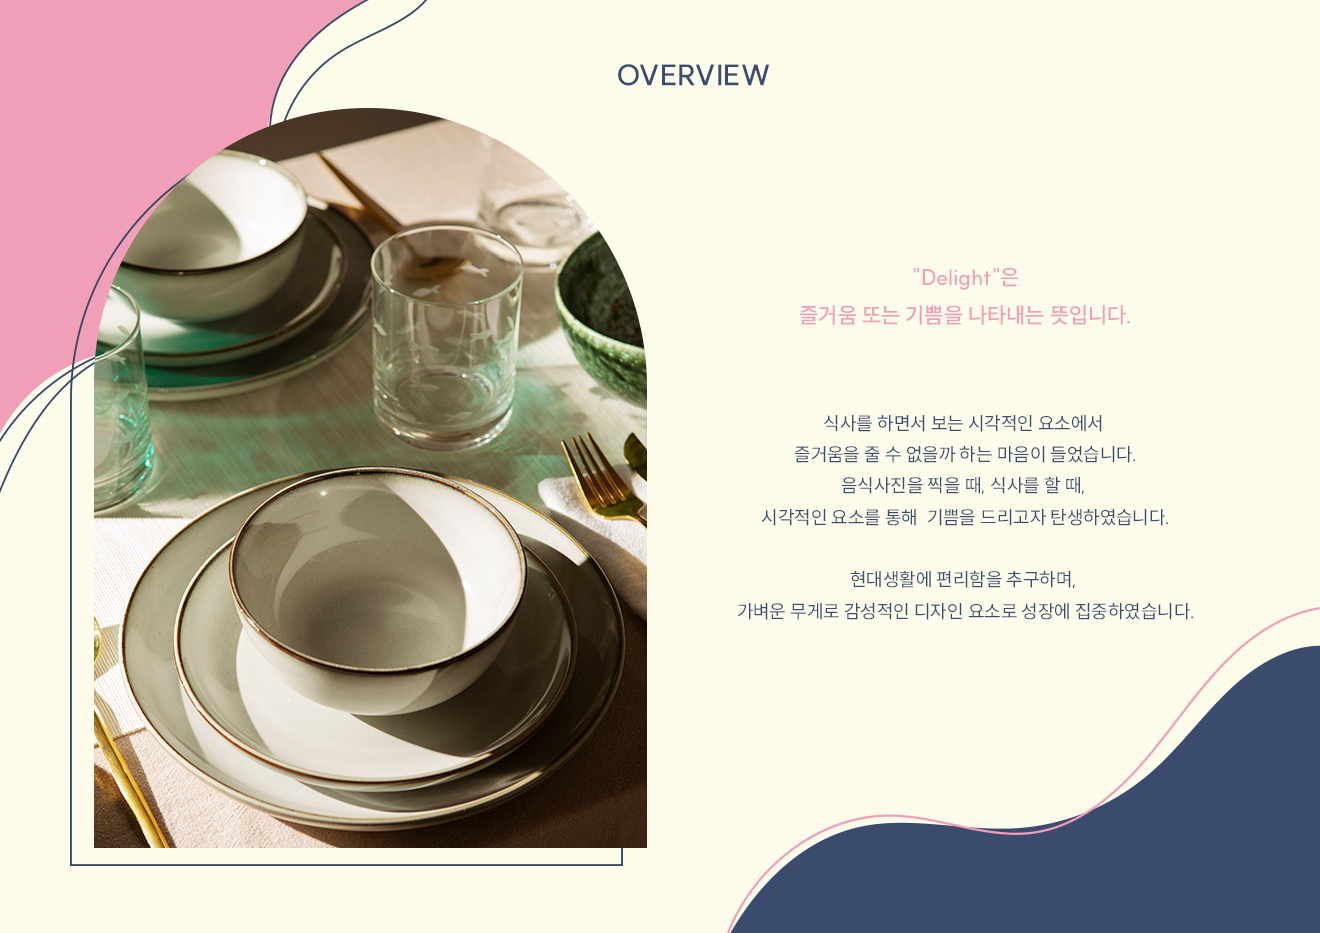 OVERVIEW
"Delight"은
즐거움 또는 기쁨을 나타내는 뜻입니다.
식사를 하면서 보는 시각적인 요소에서
즐거움을 줄 수 없을까 하는 마음이 들었습니다.
음식사진을 찍을 때, 식사를 할 때,
시각적인 요소를 통해 기쁨을 드리고자 탄생하였습니다.
현대생활에 편리함을 추구하며,
가벼운 무게로 감성적인 디자인 요소로 성장에 집중하였습니다.